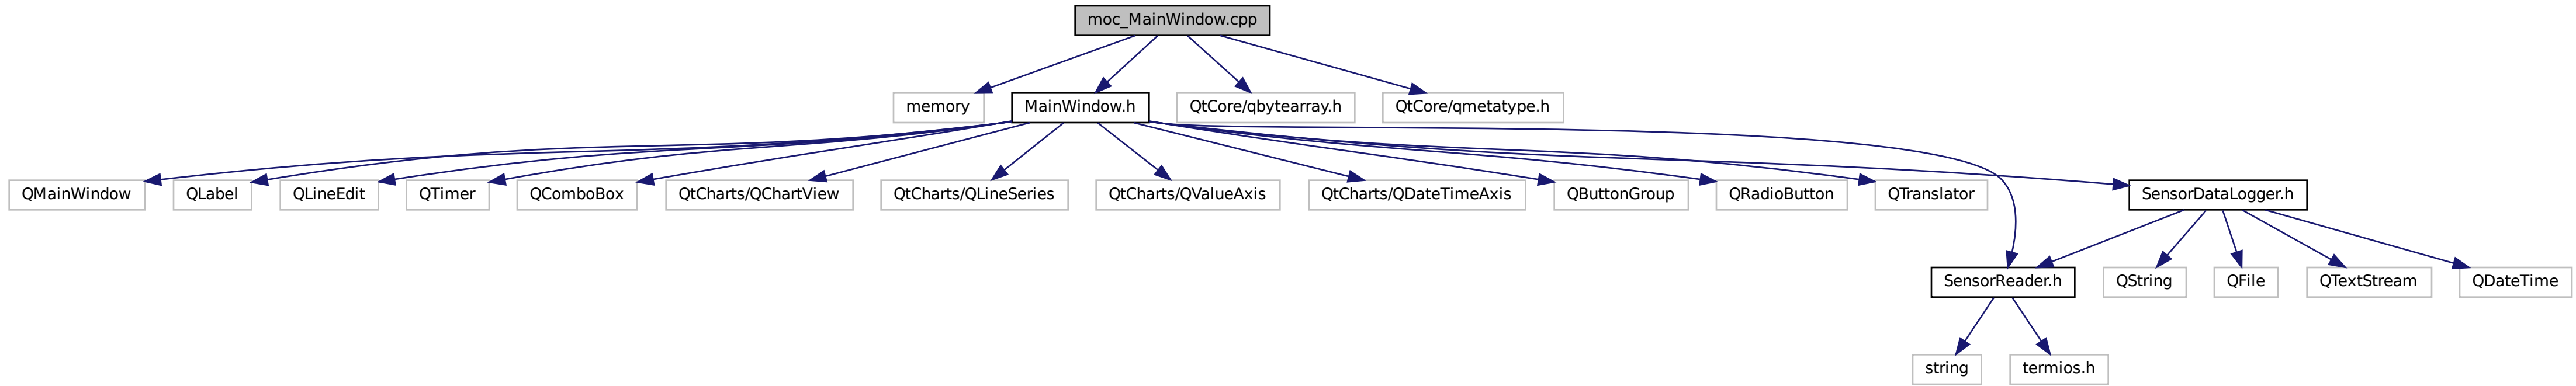 moc_MainWindow.cpp
memory
MainWindow.h
QtCore/qbytearray.h
QtCore/qmetatype.h
QMainWindow
QLabel
QLineEdit
QTimer
QComboBox
QtCharts/QChartView
QtCharts/QLineSeries
QtCharts/QValueAxis
QtCharts/QDateTimeAxis
QButtonGroup
QRadioButton
QTranslator
SensorDataLogger.h
SensorReader.h
QString
QFile
QTextStream
QDateTime
string
termios.h